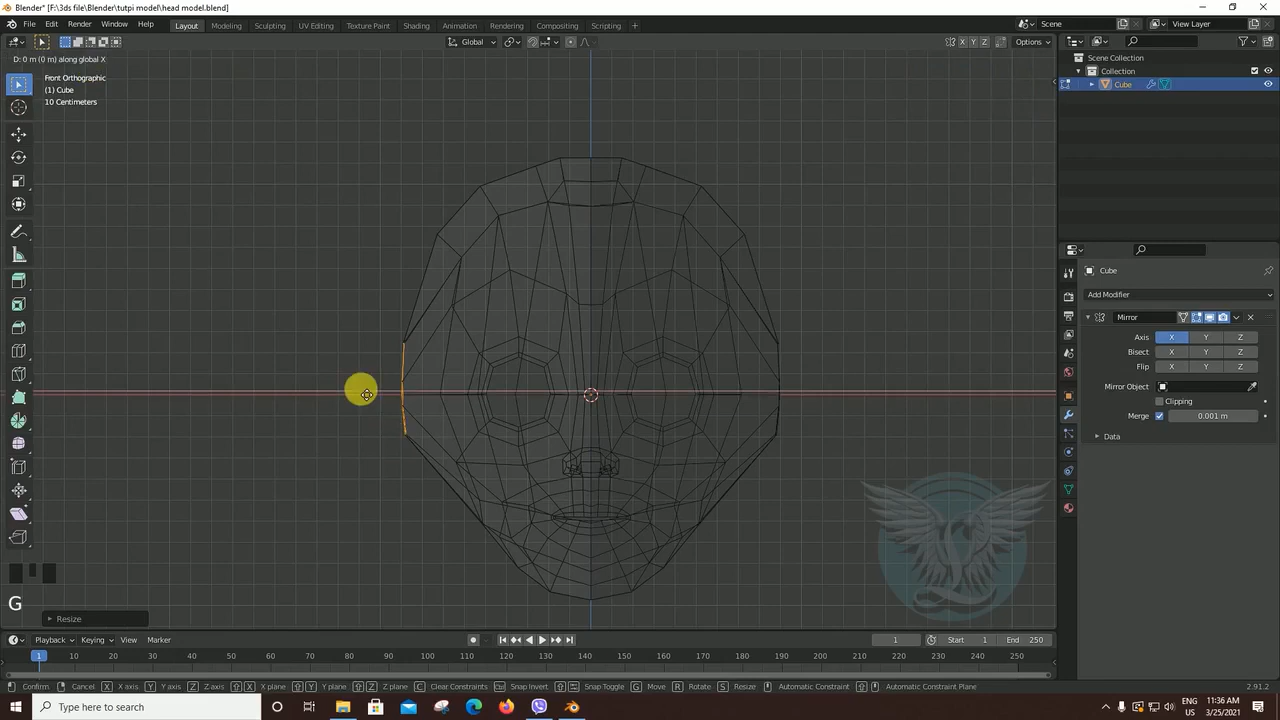 Blender* [F:\3ds file\Blender\tutpi model\head model.blend]
File Edit Render Window Help Layout Modeling Sculpting UV Editing Texture Paint Shading Animation Rendering Compositing Scripting + Scene View Layer
Global X Y Z Options
D: 0 m (0 m) along global X
Front Orthographic
(1) Cube
10 Centimeters
Scene Collection
Collection
Cube
Cube
Add Modifier
Mirror
Axis X Y Z
Bisect X Y Z
Flip X Y Z
Mirror Object
Clipping
Merge 0.001 m
Data
G
Resize
Playback Keying View Marker 1 Start 1 End 250
1 10 20 30 40 50 60 70 80 90 100 110 120 130 140 150 160 170 180 190 200 210 220 230 240 250
Confirm Cancel X X axis Y Y axis Z Z axis X X plane Y Y plane Z Z plane C Clear Constraints Ctrl Snap Invert Snap Toggle G Move R Rotate S Resize Automatic Constraint Automatic Constraint Plane 2.91.2
Type here to search
ENG 11:36 AM
US 3/25/2021